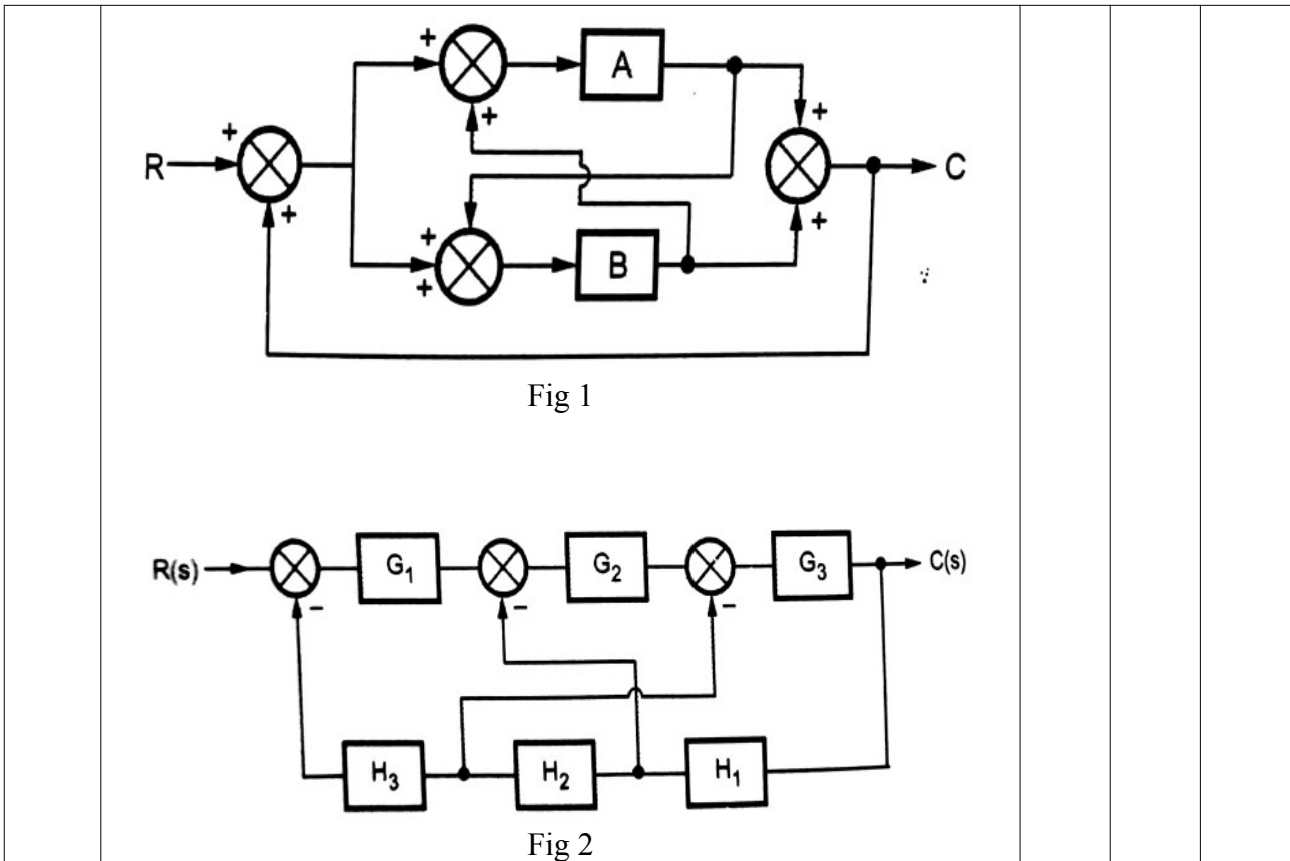 + A
+ +
+ R C
+ +
+ B
+
Fig 1
R(s) G1 G2 G3 C(s)
- - -
H3 H2 H1
Fig 2